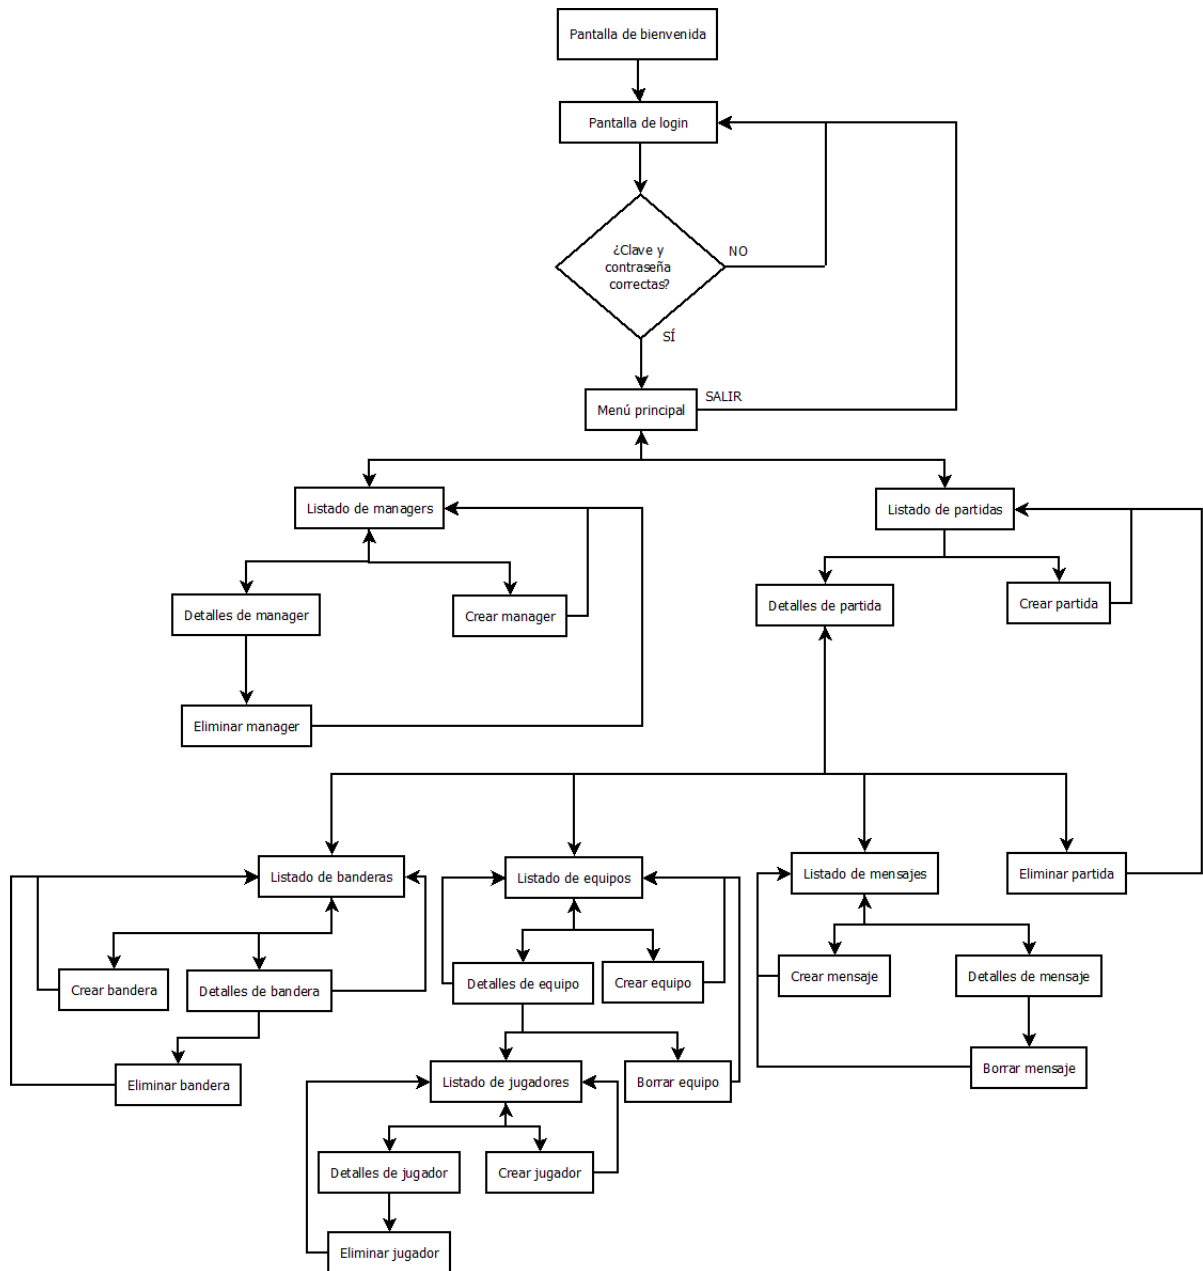 Pantalla de bienvenida
Pantalla de login
¿Clave y
contraseña
correctas?
NO
SÍ
Menú principal
SALIR
Listado de managers
Listado de partidas
Detalles de manager
Crear manager
Detalles de partida
Crear partida
Eliminar manager
Listado de banderas
Listado de equipos
Listado de mensajes
Eliminar partida
Crear bandera
Detalles de bandera
Detalles de equipo
Crear equipo
Crear mensaje
Detalles de mensaje
Eliminar bandera
Listado de jugadores
Borrar equipo
Borrar mensaje
Detalles de jugador
Crear jugador
Eliminar jugador